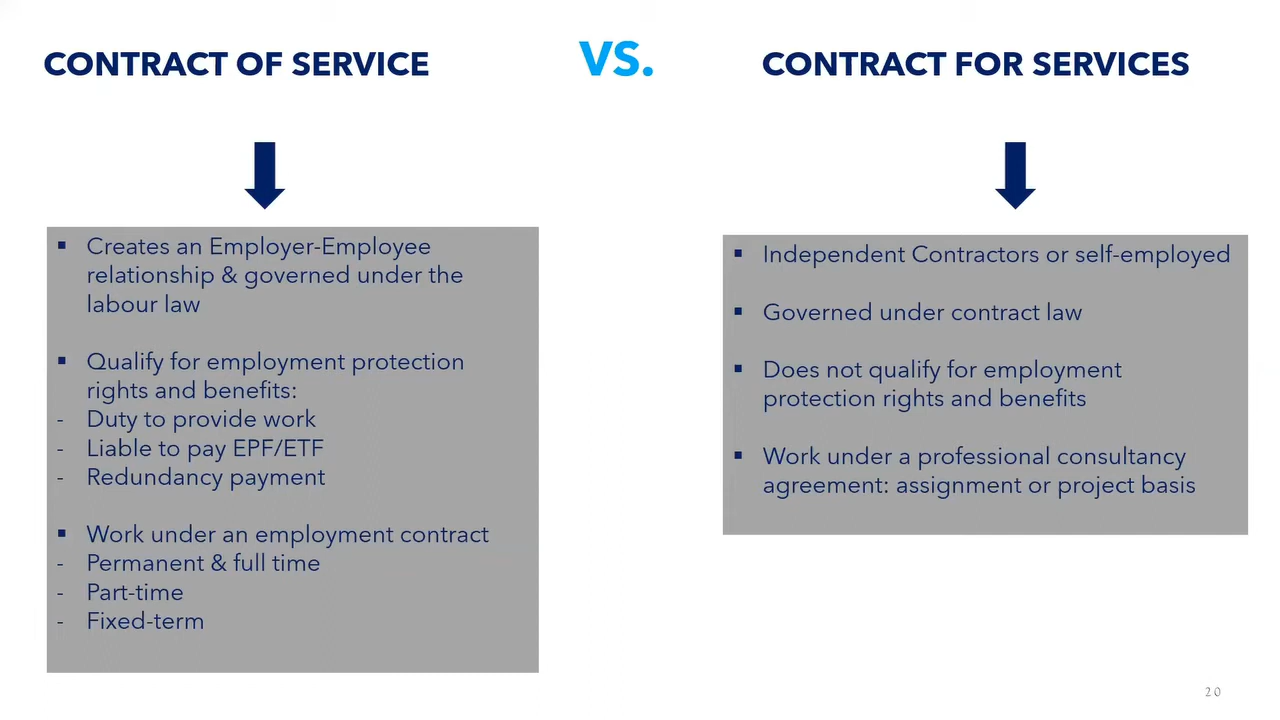 CONTRACT OF SERVICE
VS.
CONTRACT FOR SERVICES
▪ Creates an Employer-Employee
relationship & governed under the
labour law
▪ Qualify for employment protection
rights and benefits:
- Duty to provide work
- Liable to pay EPF/ETF
- Redundancy payment
▪ Work under an employment contract
- Permanent & full time
- Part-time
- Fixed-term
▪ Independent Contractors or self-employed
▪ Governed under contract law
▪ Does not qualify for employment
protection rights and benefits
▪ Work under a professional consultancy
agreement: assignment or project basis
20